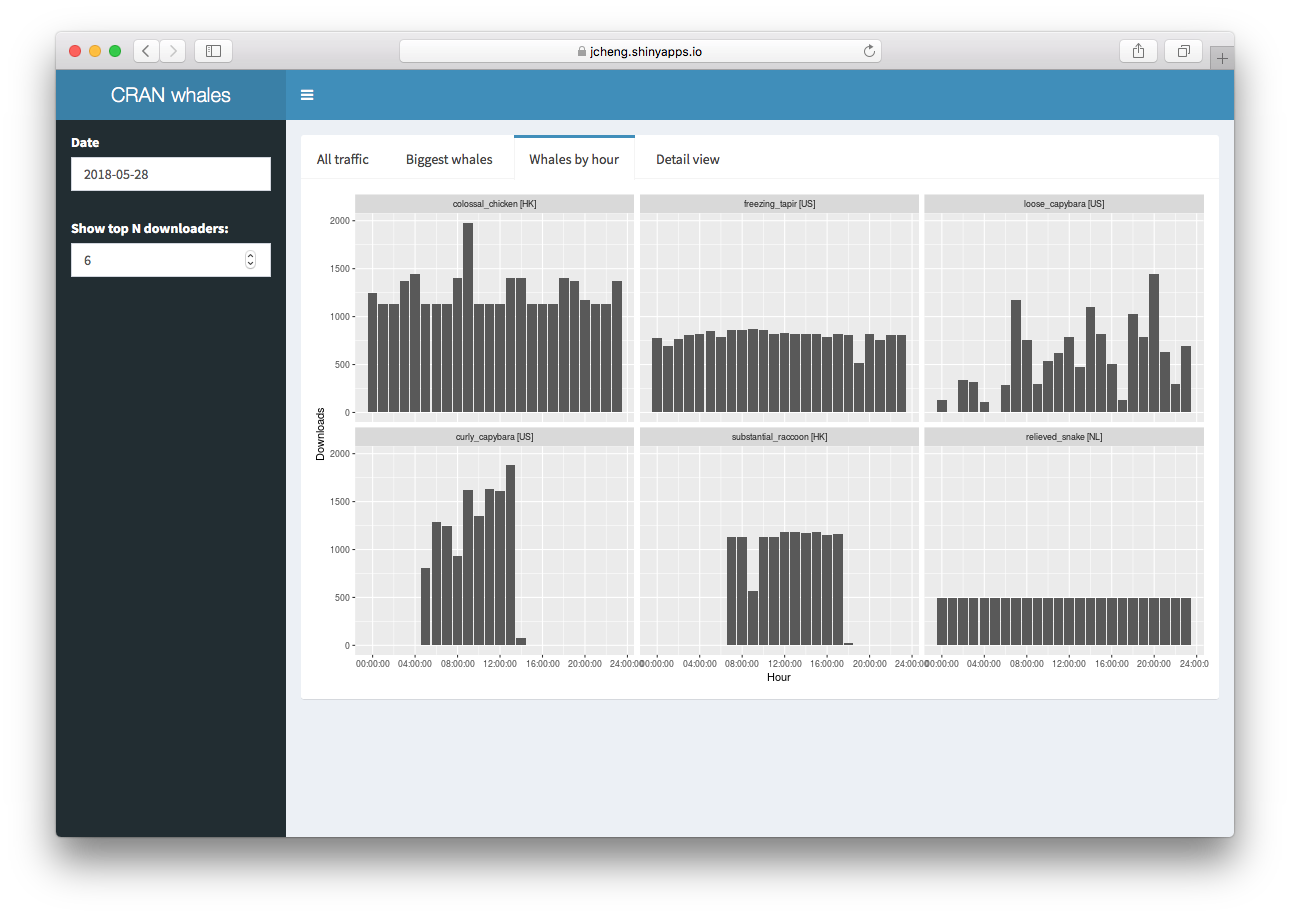 jcheng.shinyapps.io
CRAN whales
Date
2018-05-28
Show top N downloaders:
6
All traffic Biggest whales Whales by hour Detail view
colossal_chicken [HK] freezing_tapir [US] loose_capybara [US]
2000
1500
1000
500
0
Downloads
curly_capybara [US] substantial_raccoon [HK] relieved_snake [NL]
2000
1500
1000
500
0
00:00:00 04:00:00 08:00:00 12:00:00 16:00:00 20:00:00 24:00:00 00:00:00 04:00:00 08:00:00 12:00:00 16:00:00 20:00:00 24:00:00 00:00:00 04:00:00 08:00:00 12:00:00 16:00:00 20:00:00 24:00:0
Hour